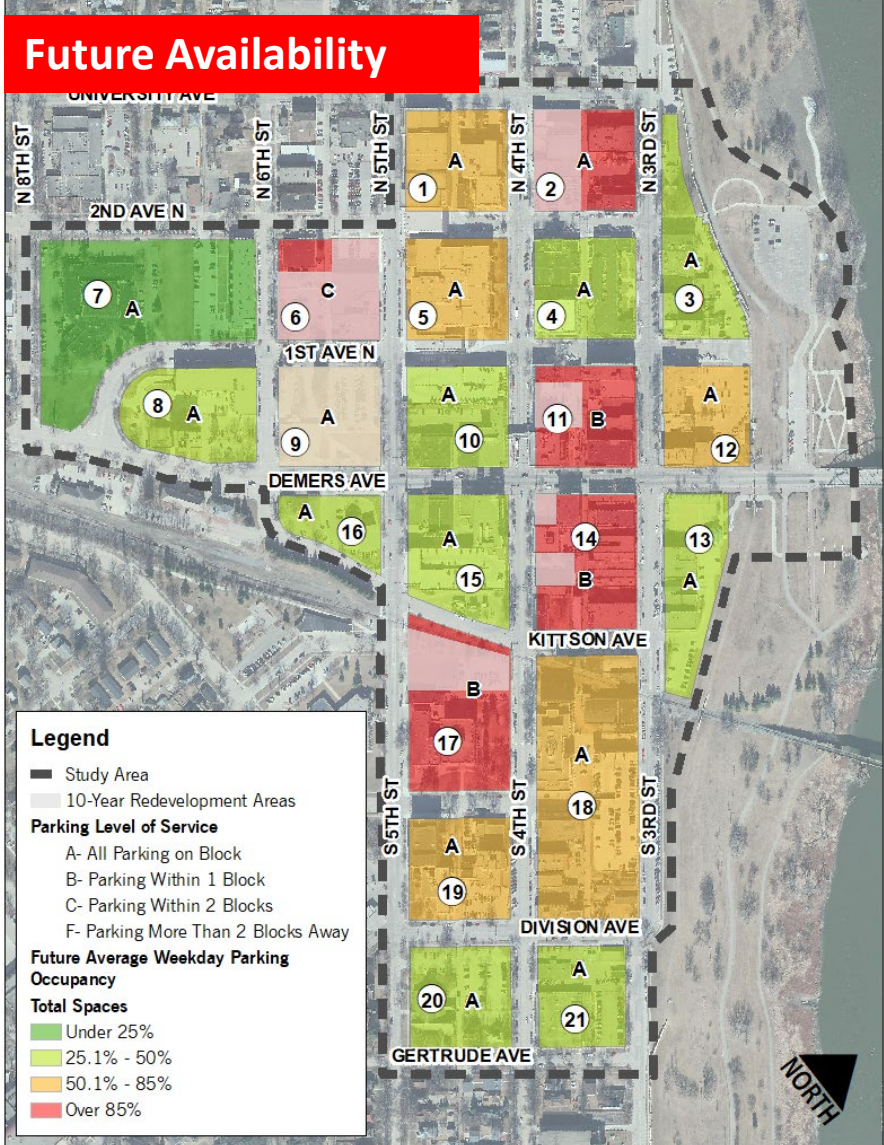 Future Availability
UNIVERSITY AVE
N 8TH ST
N 6TH ST
N 5TH ST
N 4TH ST
N 3RD ST
A
1
A
2
2ND AVE N
7
A
C
6
A
5
A
4
A
3
1ST AVE N
8
A
A
9
A
10
11
B
A
12
DEMERS AVE
A
16
A
15
14
B
13
A
KITTSON AVE
B
17
A
18
S 5TH ST
S 4TH ST
S 3RD ST
A
19
DIVISION AVE
20
A
A
21
GERTRUDE AVE
Legend
Study Area
10-Year Redevelopment Areas
Parking Level of Service
A- All Parking on Block
B- Parking Within 1 Block
C- Parking Within 2 Blocks
F- Parking More Than 2 Blocks Away
Future Average Weekday Parking
Occupancy
Total Spaces
Under 25%
25.1% - 50%
50.1% - 85%
Over 85%
NORTH